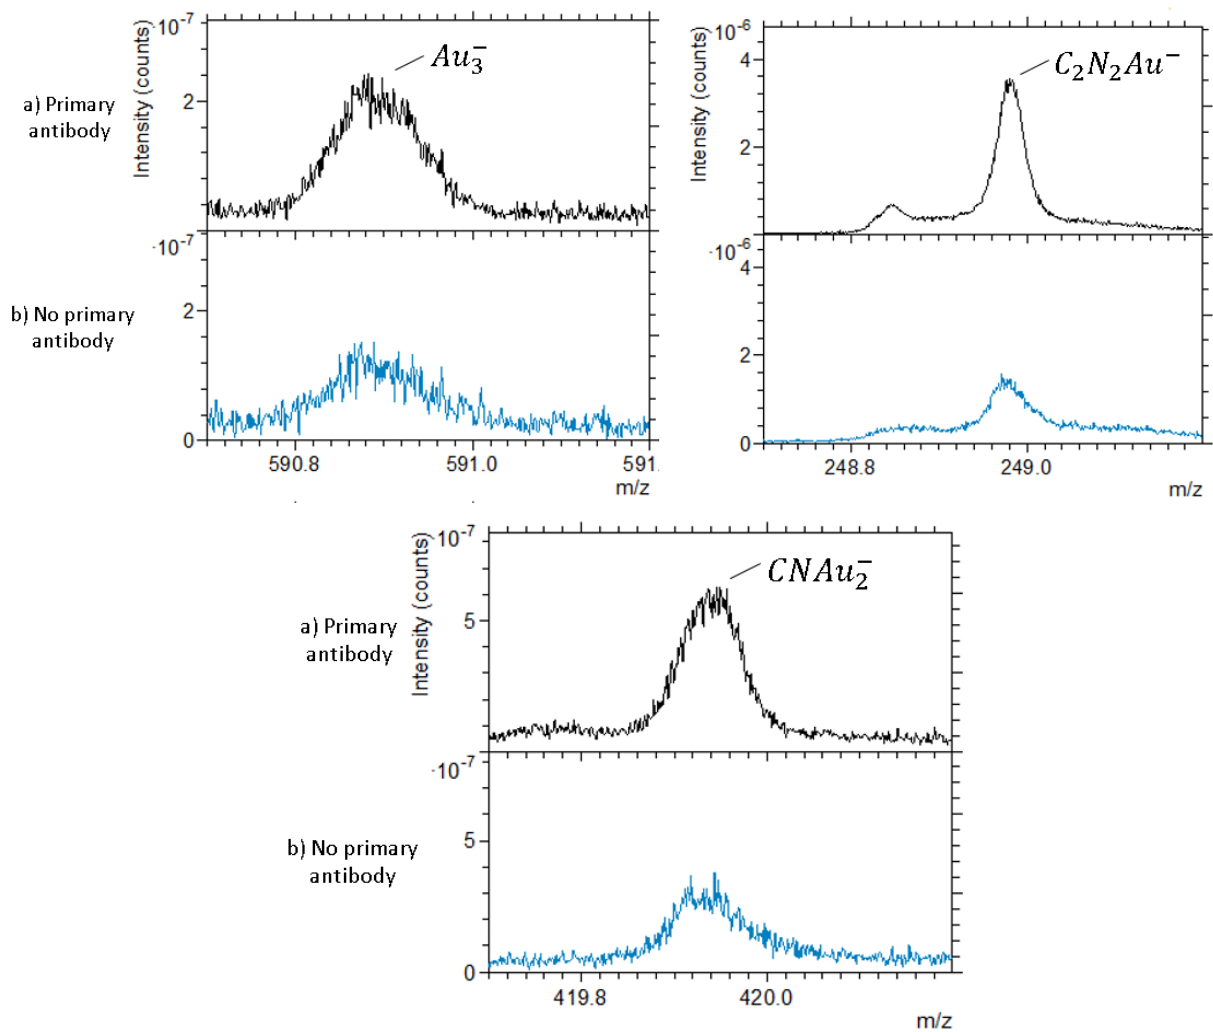 ·10⁻⁷
Au₃⁻
a) Primary
antibody
Intensity (counts)
2
·10⁻⁷
b) No primary
antibody
2
0
590.8
591.0
591.
m/z
10⁻⁶
C₂N₂Au⁻
Intensity (counts)
4
2
·10⁻⁶
4
2
0
248.8
249.0
m/z
·10⁻⁷
CNAu₂⁻
a) Primary
antibody
Intensity (counts)
5
·10⁻⁷
b) No primary
antibody
5
0
419.8
420.0
m/z